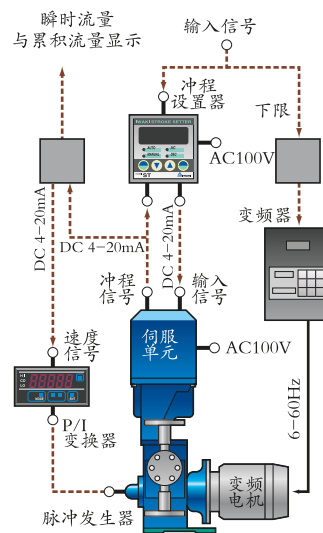 瞬时流量
与累积流量显示
输入信号
冲程
设置器
下限
STROKE SETTER
ST
AC100V
变频器
DC 4–20mA
DC 4–20mA
DC 4–20mA
冲程
信号
输入
信号
速度
信号
伺服
单元
AC100V
6–60Hz
P/I
变换器
变频
电机
脉冲发生器